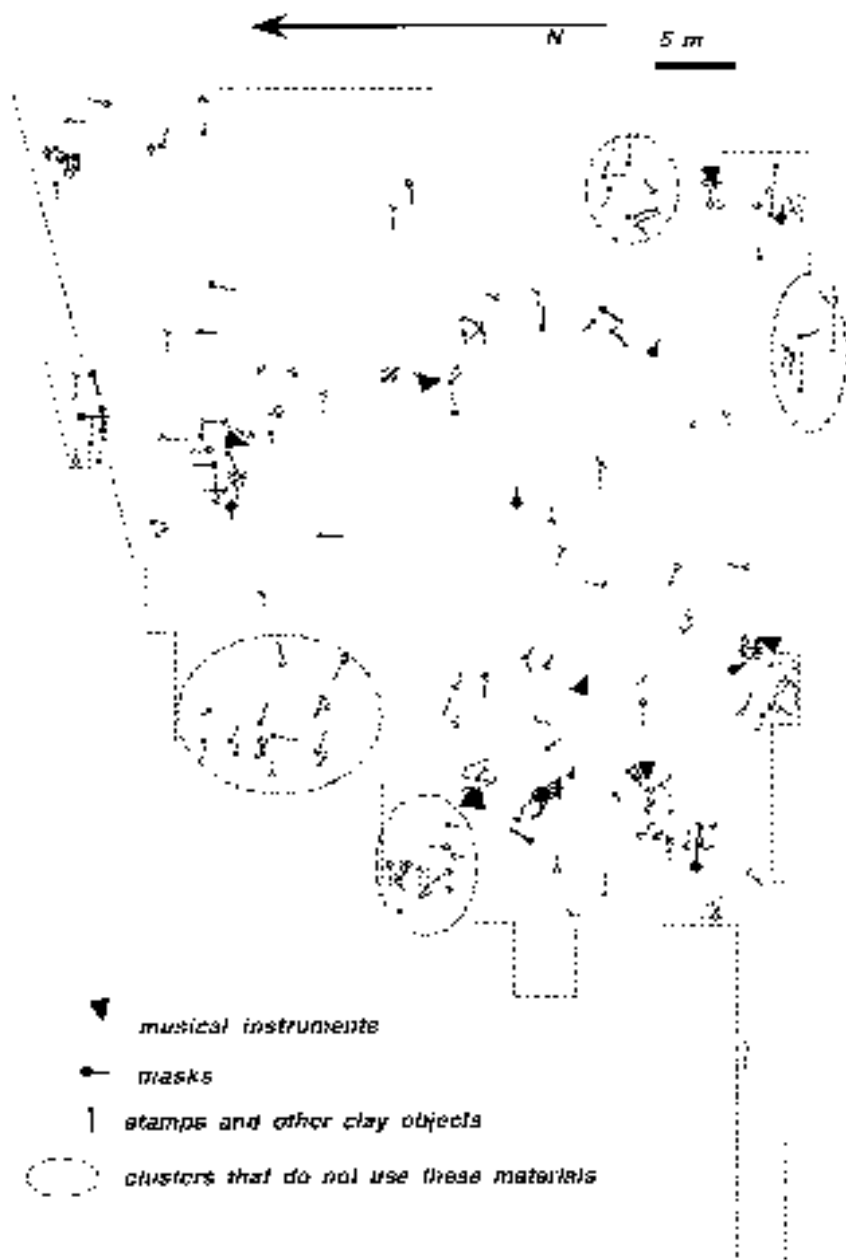 N
5 m
musical instruments
masks
stamps and other clay objects
clusters that do not use these materials